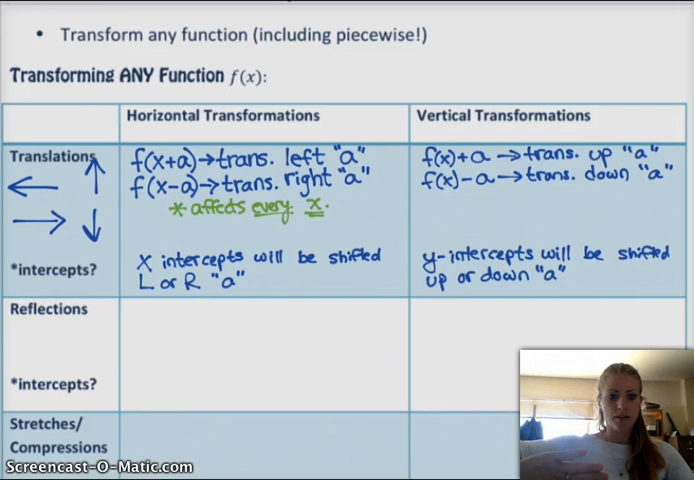 • Transform any function (including piecewise!)
Transforming ANY Function f(x):
Horizontal Transformations
Vertical Transformations
Translations
f(x+a)→trans. left "a"
f(x-a)→trans. right "a"
* affects every x.
f(x)+a →trans. up "a"
f(x)-a →trans. down "a"
*intercepts?
x intercepts will be shifted
L or R "a"
y-intercepts will be shifted
up or down "a"
Reflections
*intercepts?
Stretches/
Compressions
Screencast-O-Matic.com